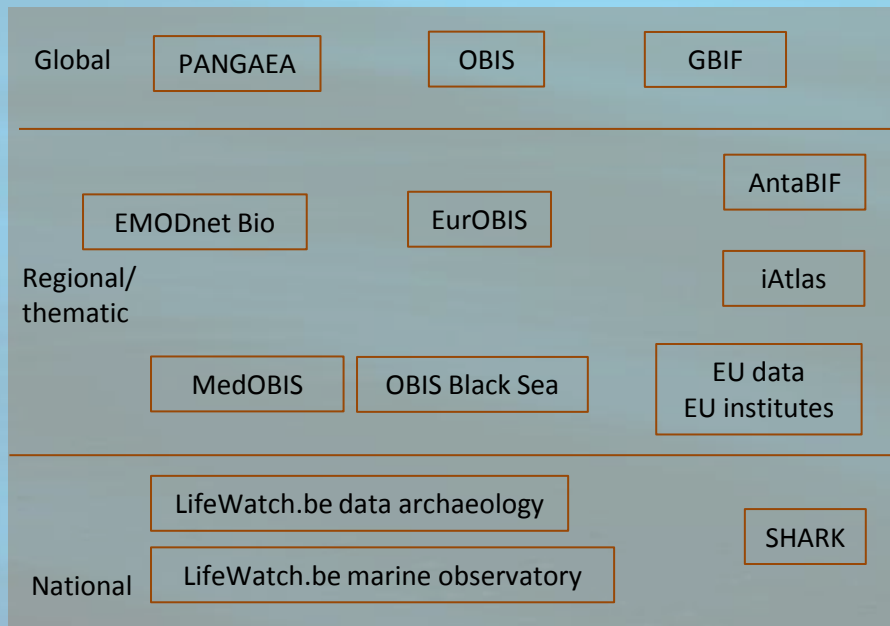 Global
PANGAEA
OBIS
GBIF
AntaBIF
EMODnet Bio
EurOBIS
Regional/
thematic
iAtlas
MedOBIS
OBIS Black Sea
EU data
EU institutes
LifeWatch.be data archaeology
SHARK
National
LifeWatch.be marine observatory